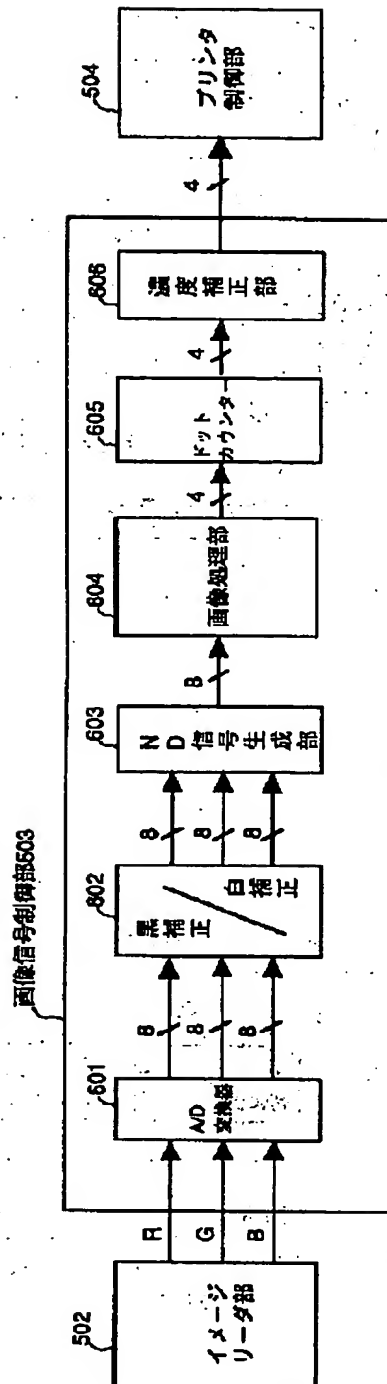 画像信号制御部503
502
イメージ
リーダ部
R
G
B
601
A/D
変換器
8
8
8
602
黒補正
白補正
8
8
8
603
ND信号生成部
8
604
画像処理部
4
605
ドット
カウンター
4
606
濃度補正部
4
504
プリンタ
制御部